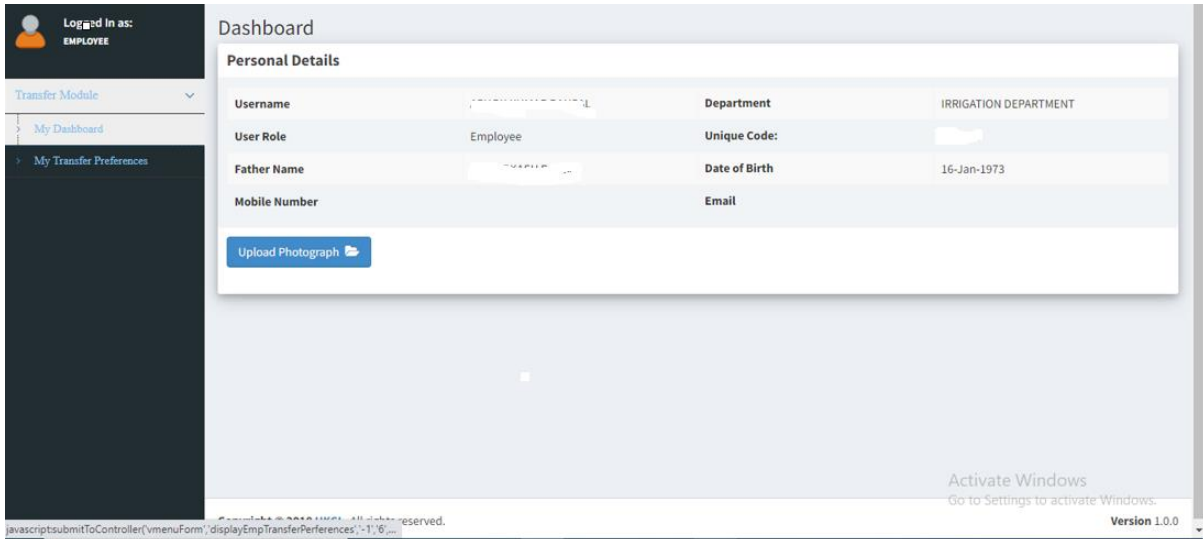 Logged In as:
EMPLOYEE
Dashboard
Personal Details
Transfer Module
My Dashboard
My Transfer Preferences
Username Department IRRIGATION DEPARTMENT
User Role Employee Unique Code:
Father Name Date of Birth 16-Jan-1973
Mobile Number Email
Upload Photograph
Activate Windows
Go to Settings to activate Windows.
All rights reserved.
Version 1.0.0
javascript:submitToController('vmenuForm','displayEmpTransferPerferences','-1','6',...